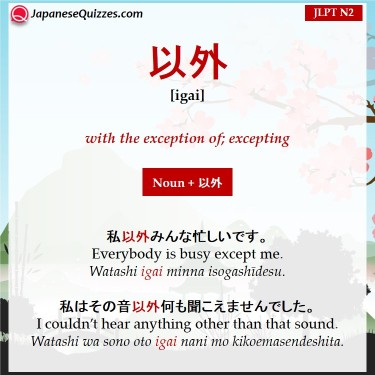 JapaneseQuizzes.com
JLPT N2
以外
[igai]
with the exception of; excepting
Noun + 以外
私以外みんな忙しいです。
Everybody is busy except me.
Watashi igai minna isogashīdesu.
私はその音以外何も聞こえませんでした。
I couldn't hear anything other than that sound.
Watashi wa sono oto igai nani mo kikoemasendeshita.